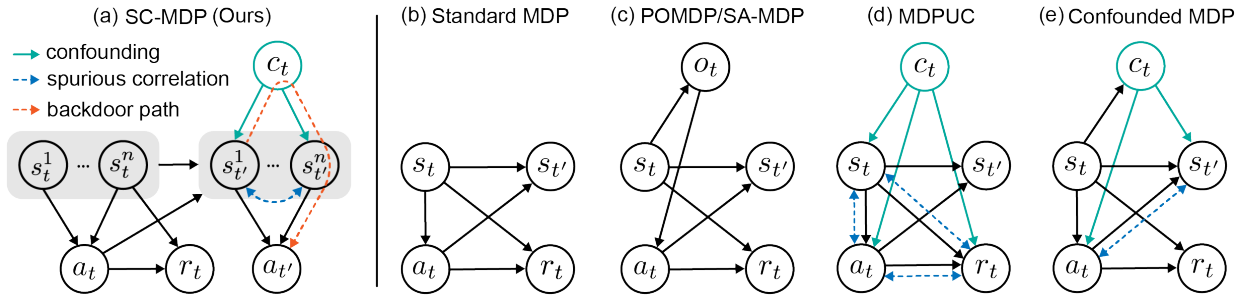 (a) SC-MDP (Ours)
confounding
spurious correlation
backdoor path
c_t
s_t^1 ... s_t^n
s_{t'}^1 ... s_{t'}^n
a_t
r_t
a_{t'}
(b) Standard MDP
s_t
s_{t'}
a_t
r_t
(c) POMDP/SA-MDP
o_t
s_t
s_{t'}
a_t
r_t
(d) MDPUC
c_t
s_t
s_{t'}
a_t
r_t
(e) Confounded MDP
c_t
s_t
s_{t'}
a_t
r_t